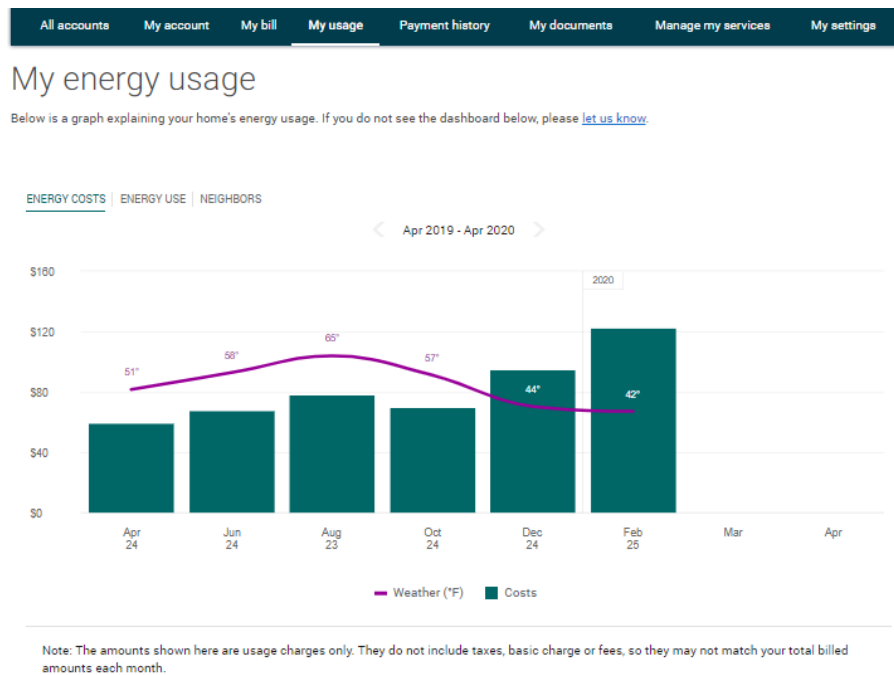 All accounts My account My bill My usage Payment history My documents Manage my services My settings
My energy usage
Below is a graph explaining your home's energy usage. If you do not see the dashboard below, please let us know.
ENERGY COSTS ENERGY USE NEIGHBORS
Apr 2019 - Apr 2020
$160
2020
$120
51° 58° 65° 57° 44° 42°
$80
$40
$0
Apr 24 Jun 24 Aug 23 Oct 24 Dec 24 Feb 25 Mar Apr
Weather (°F) Costs
Note: The amounts shown here are usage charges only. They do not include taxes, basic charge or fees, so they may not match your total billed
amounts each month.